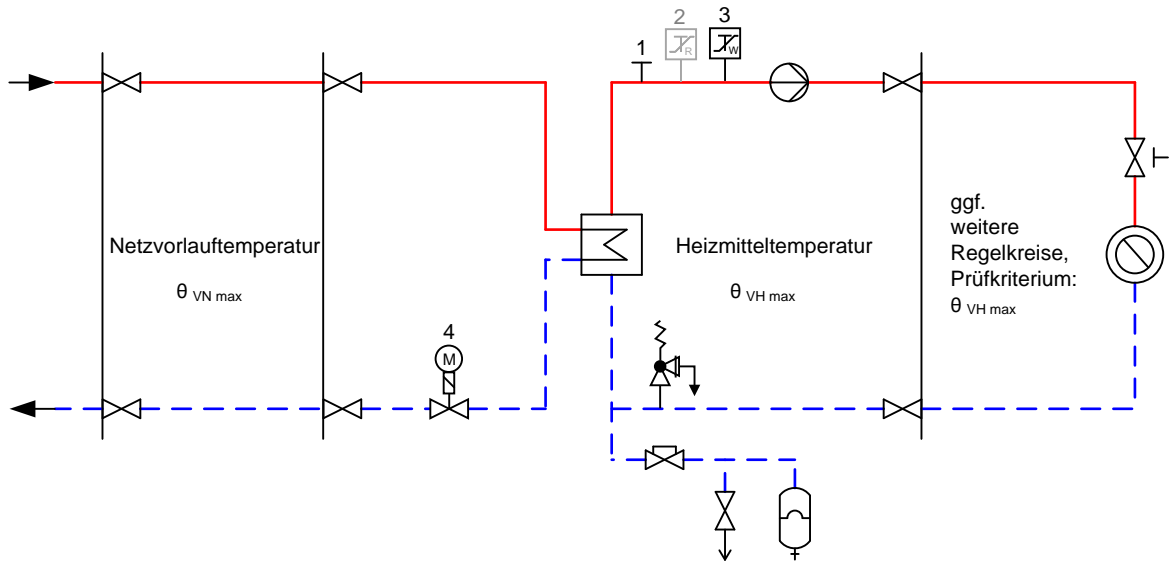 1
2
3
R
W
Netzvorlauftemperatur
θ VN max
Heizmitteltemperatur
θ VH max
ggf.
weitere
Regelkreise,
Prüfkriterium:
θ VH max
4
M